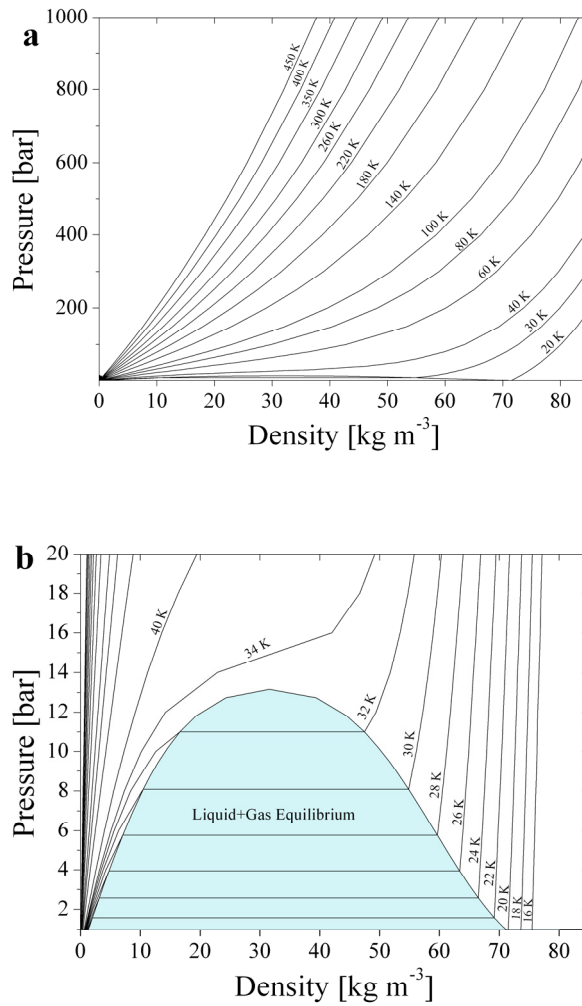 a
1000
800
600
400
200
Pressure [bar]
450 K
400 K
350 K
300 K
260 K
220 K
180 K
140 K
100 K
80 K
60 K
40 K
30 K
20 K
0 10 20 30 40 50 60 70 80
Density [kg m-3]
b
20
18
16
14
12
10
8
6
4
2
Pressure [bar]
40 K
34 K
32 K
30 K
28 K
26 K
24 K
22 K
20 K
18 K
16 K
Liquid+Gas Equilibrium
0 10 20 30 40 50 60 70 80
Density [kg m-3]